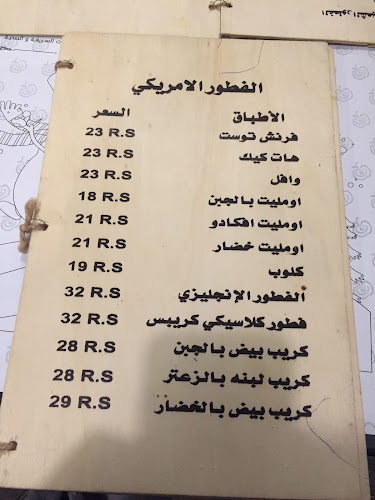 الفطور الامريكي
الأطباق السعر
فرنش توست 23 R.S
هات كيك 23 R.S
وافل 23 R.S
اومليت بالجبن 18 R.S
اومليت افكادو 21 R.S
اومليت خضار 21 R.S
كلوب 19 R.S
الفطور الإنجليزي 32 R.S
فطور كلاسيكي كريبس 32 R.S
كريب بيض بالجبن 28 R.S
كريب لبنه بالزعتر 28 R.S
كريب بيض بالخضار 29 R.S